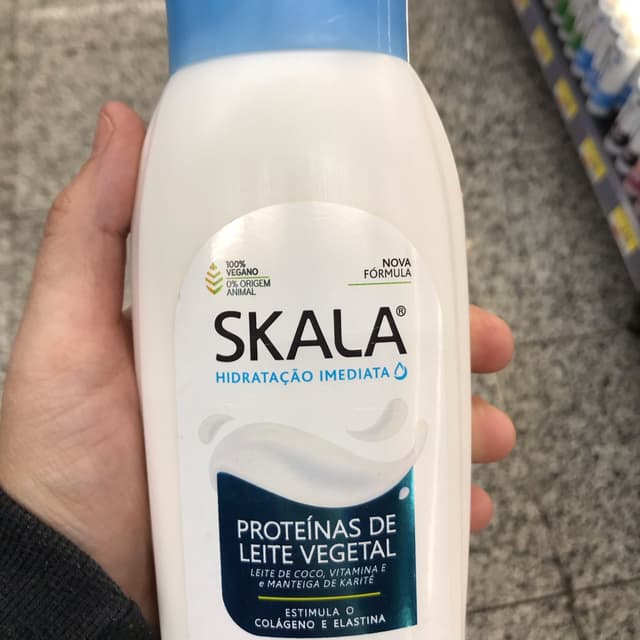 100%
VEGANO
0% ORIGEM
ANIMAL
NOVA
FÓRMULA
SKALA®
HIDRATAÇÃO IMEDIATA
PROTEÍNAS DE
LEITE VEGETAL
LEITE DE COCO, VITAMINA E
e MANTEIGA DE KARITÉ
ESTIMULA O
COLÁGENO E ELASTINA